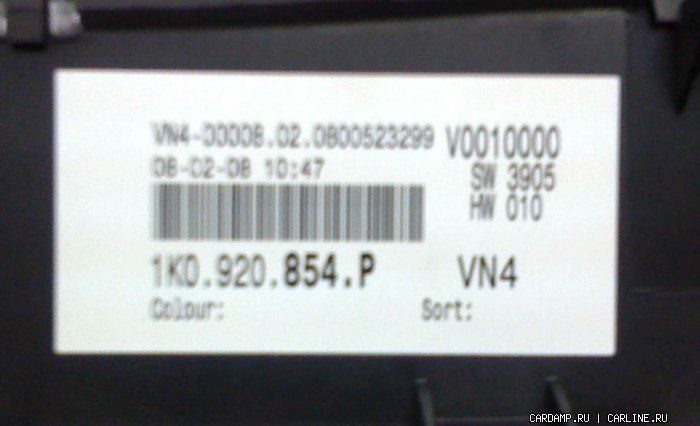 VN4-00008.02.0800523299 V0010000
08-02-08 10:47 SW 3905
HW 010
1K0.920.854.P VN4
Colour: Sort:
CARDAMP.RU | CARLINE.RU